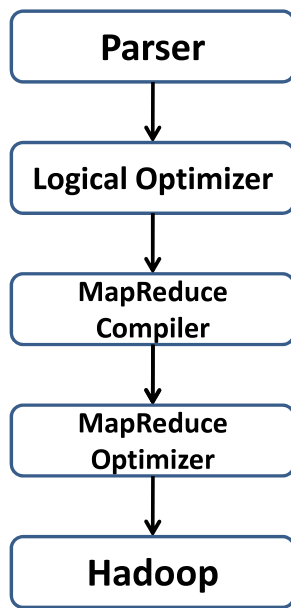 Parser
Logical Optimizer
MapReduce
Compiler
MapReduce
Optimizer
Hadoop